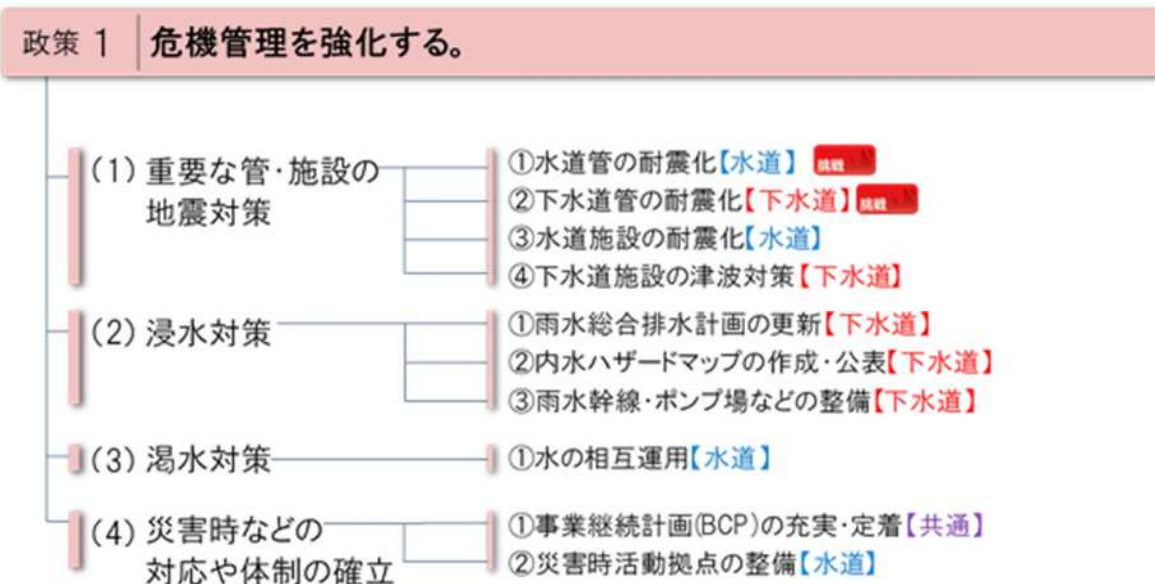 政策 1 危機管理を強化する。
(1) 重要な管・施設の
地震対策
①水道管の耐震化【水道】 挑戦
②下水道管の耐震化【下水道】 挑戦
③水道施設の耐震化【水道】
④下水道施設の津波対策【下水道】
(2) 浸水対策
①雨水総合排水計画の更新【下水道】
②内水ハザードマップの作成・公表【下水道】
③雨水幹線・ポンプ場などの整備【下水道】
(3) 渇水対策
①水の相互運用【水道】
(4) 災害時などの
対応や体制の確立
①事業継続計画(BCP)の充実・定着【共通】
②災害時活動拠点の整備【水道】